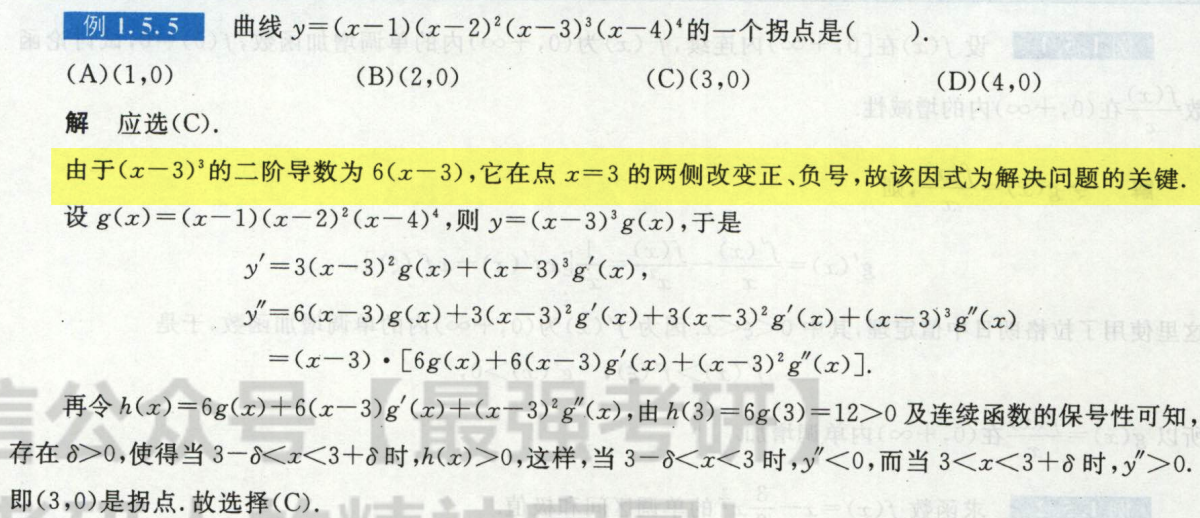 例 1.5.5 曲线 y=(x−1)(x−2)²(x−3)³(x−4)⁴的一个拐点是( ).
(A)(1,0) (B)(2,0) (C)(3,0) (D)(4,0)
解 应选(C).
由于(x−3)³的二阶导数为 6(x−3),它在点 x=3 的两侧改变正、负号,故该因式为解决问题的关键.
设 g(x)=(x−1)(x−2)²(x−4)⁴,则 y=(x−3)³g(x),于是
y′=3(x−3)²g(x)+(x−3)³g′(x),
y″=6(x−3)g(x)+3(x−3)²g′(x)+3(x−3)²g′(x)+(x−3)³g″(x)
=(x−3)·[6g(x)+6(x−3)g′(x)+(x−3)²g″(x)].
再令 h(x)=6g(x)+6(x−3)g′(x)+(x−3)²g″(x),由 h(3)=6g(3)=12>0 及连续函数的保号性可知,
存在 δ>0,使得当 3−δ<x<3+δ 时,h(x)>0,这样,当 3−δ<x<3 时,y″<0,而当 3<x<3+δ 时,y″>0.
即(3,0)是拐点.故选择(C).
信公众号【最强考研】